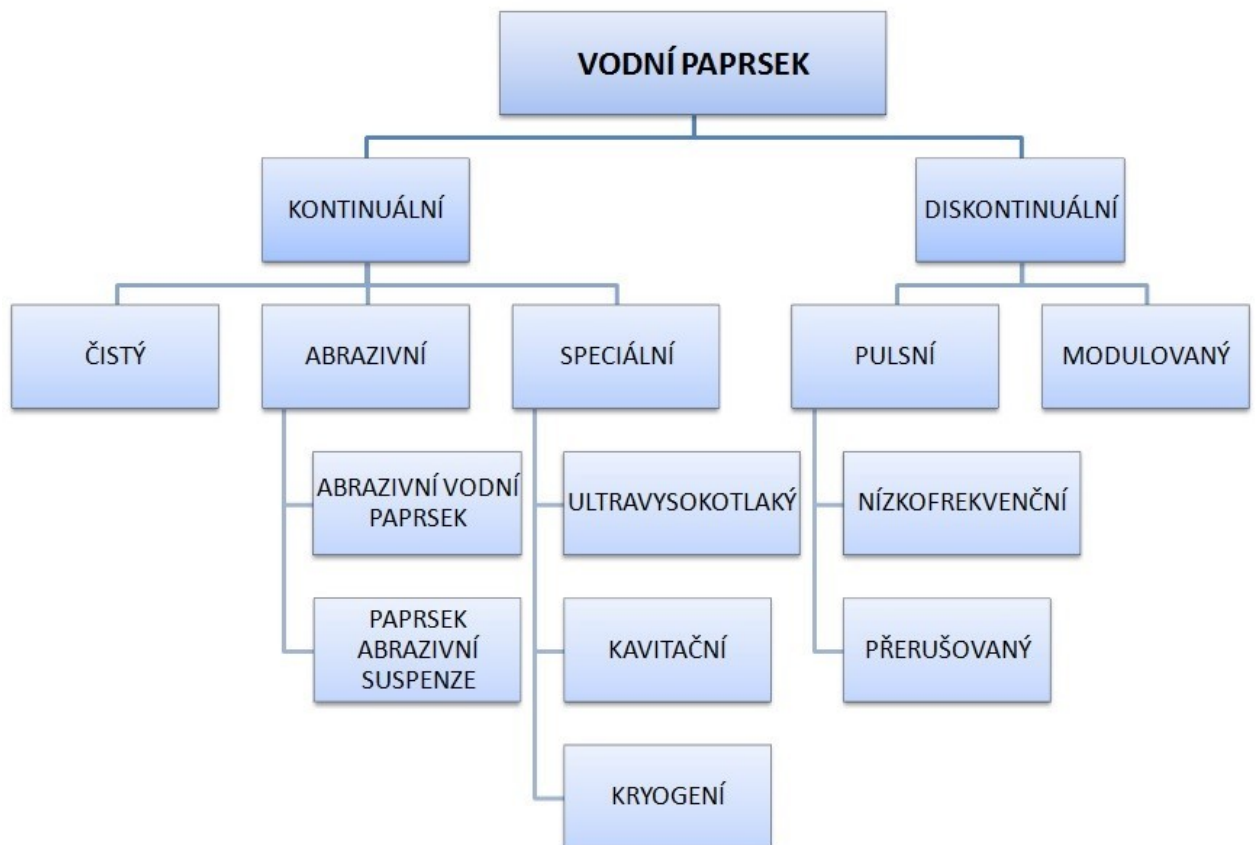 VODNÍ PAPRSEK
KONTINUÁLNÍ
DISKONTINUÁLNÍ
ČISTÝ
ABRAZIVNÍ
SPECIÁLNÍ
PULSNÍ
MODULOVANÝ
ABRAZIVNÍ VODNÍ
PAPRSEK
ULTRAVYSOKOTLAKÝ
NÍZKOFREKVENČNÍ
PAPRSEK
ABRAZIVNÍ
SUSPENZE
KAVITAČNÍ
PŘERUŠOVANÝ
KRYOGENÍ